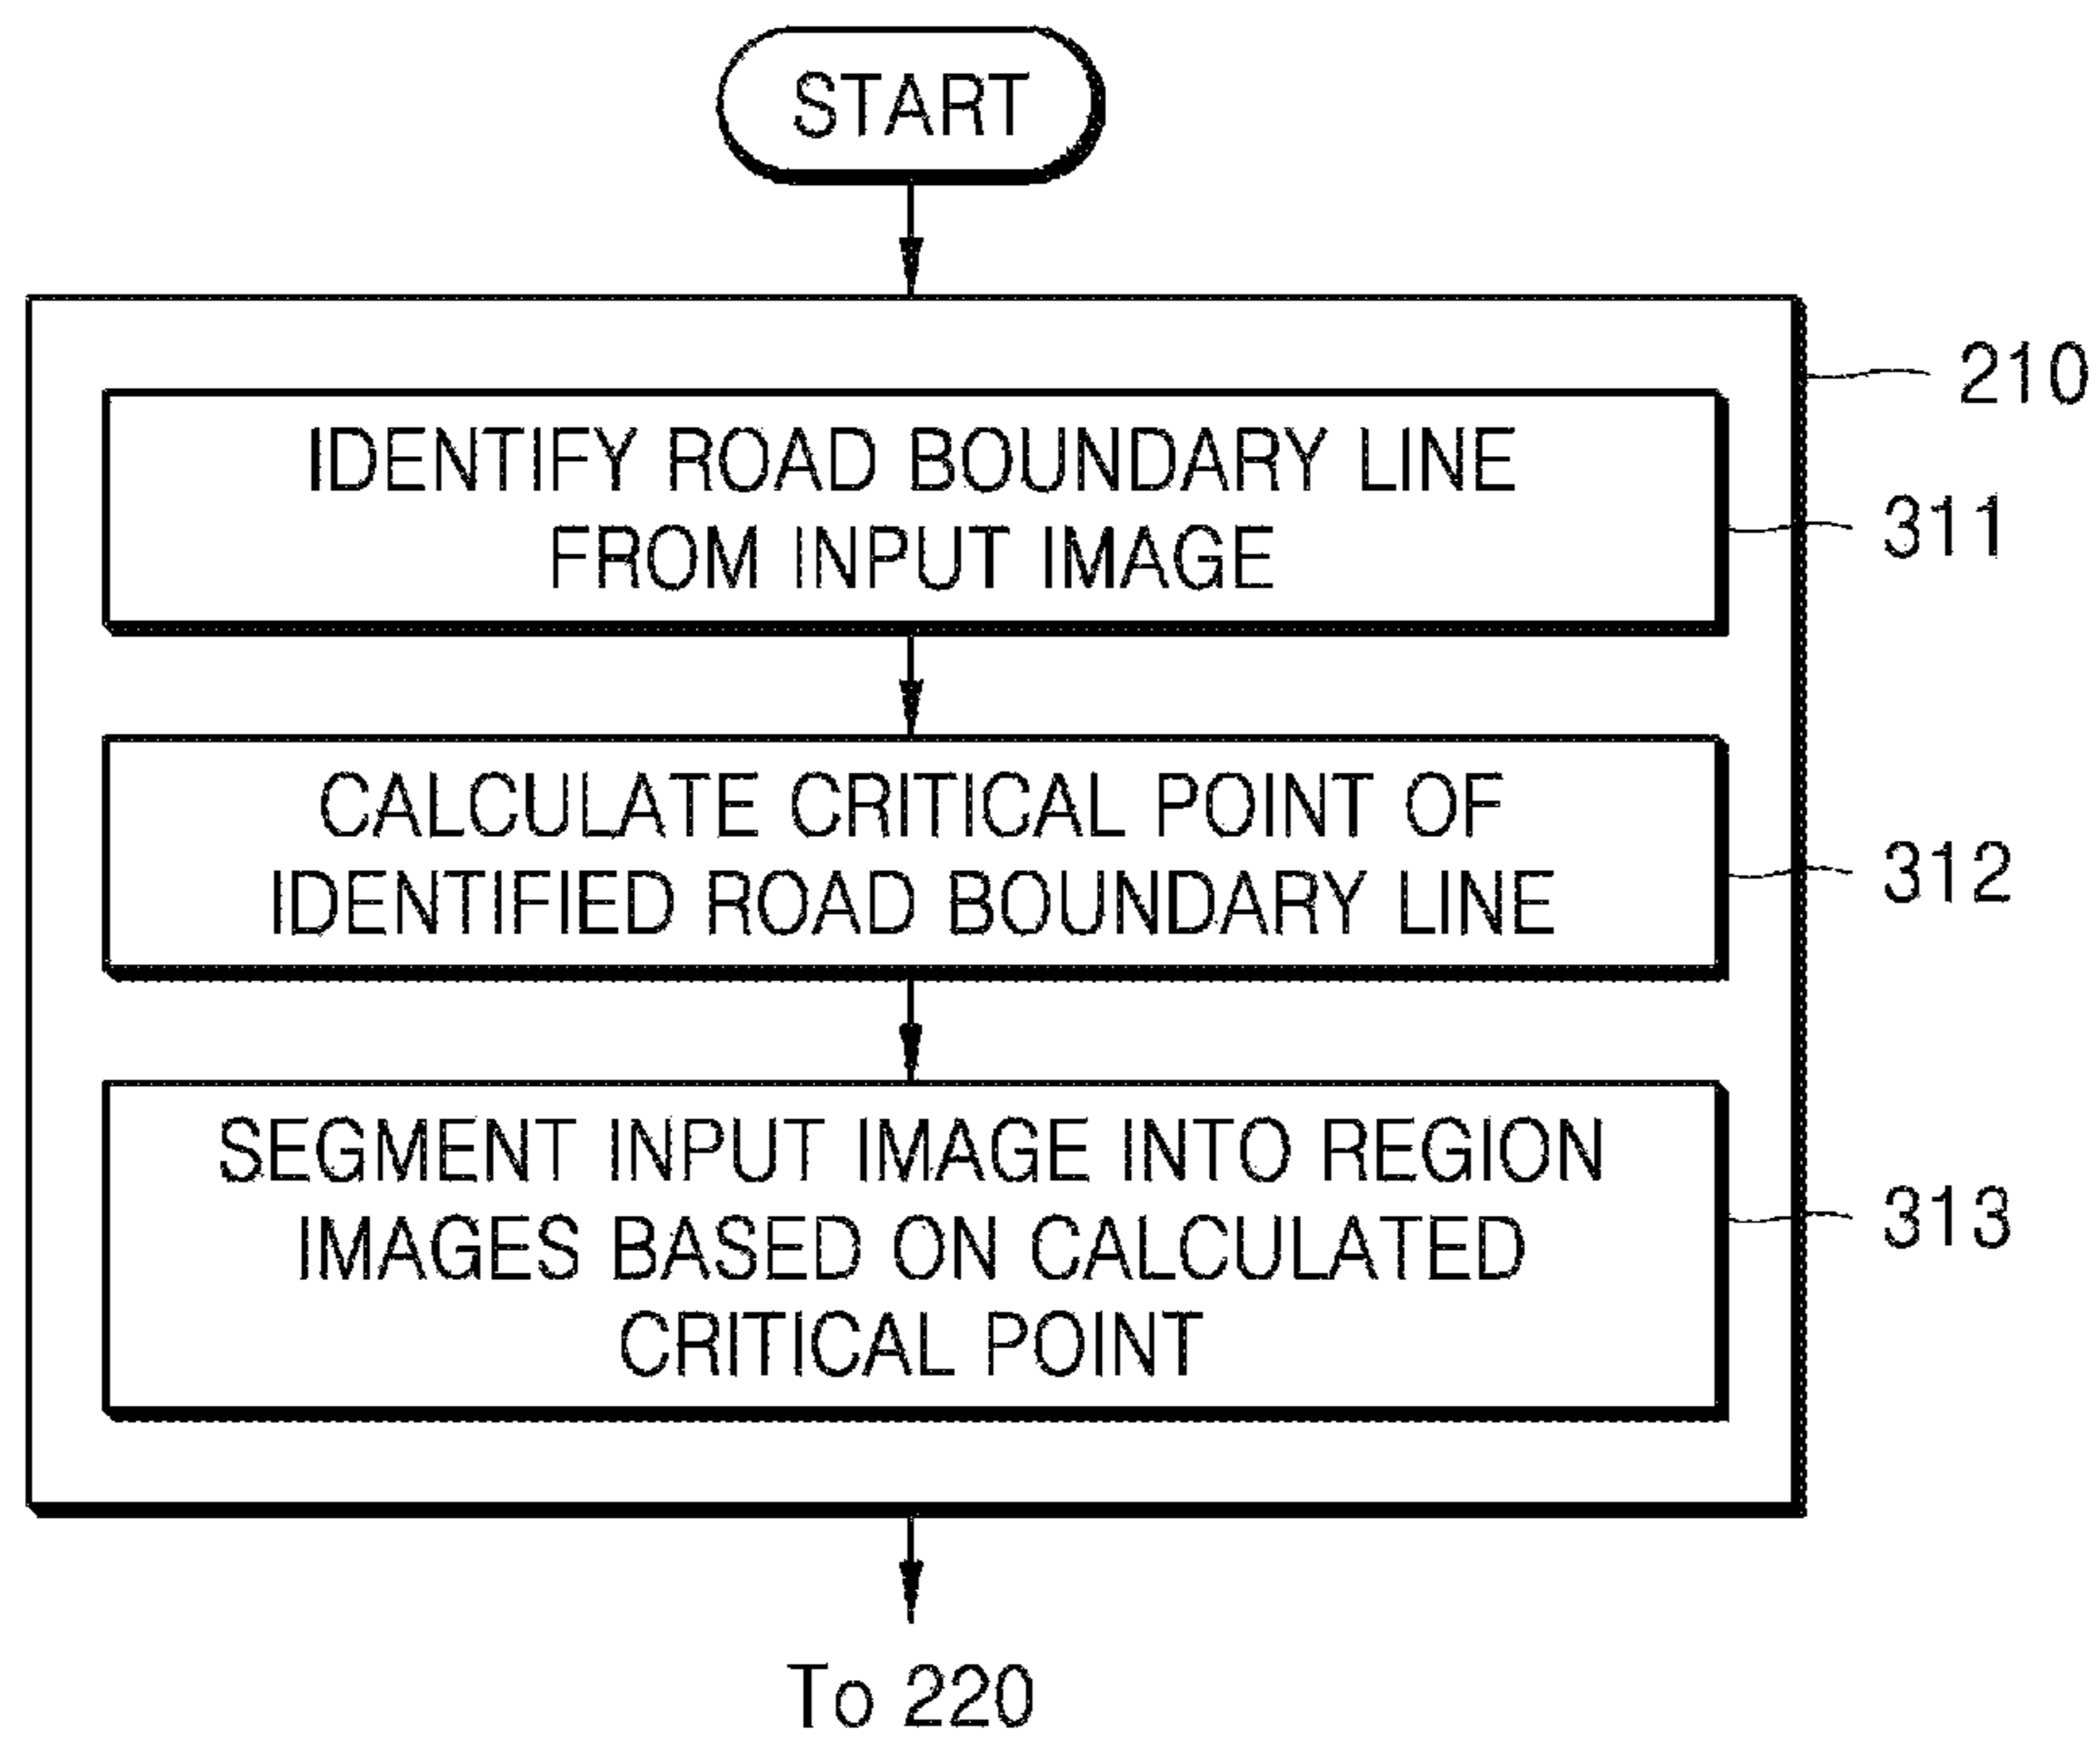 START
210
IDENTIFY ROAD BOUNDARY LINE
FROM INPUT IMAGE
311
CALCULATE CRITICAL POINT OF
IDENTIFIED ROAD BOUNDARY LINE
312
SEGMENT INPUT IMAGE INTO REGION
IMAGES BASED ON CALCULATED
CRITICAL POINT
313
To 220